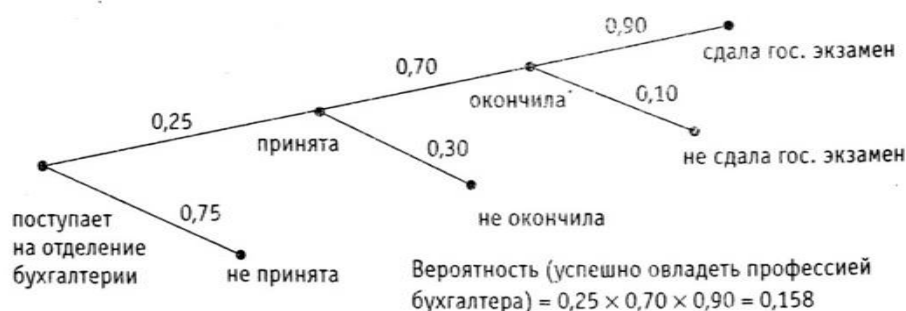 0,90
сдала гос. экзамен
0,70
окончила
0,10
0,25
принята
не сдала гос. экзамен
0,30
поступает
на отделение
бухгалтерии
0,75
не окончила
не принята
Вероятность (успешно овладеть профессией
бухгалтера) = 0,25 × 0,70 × 0,90 = 0,158